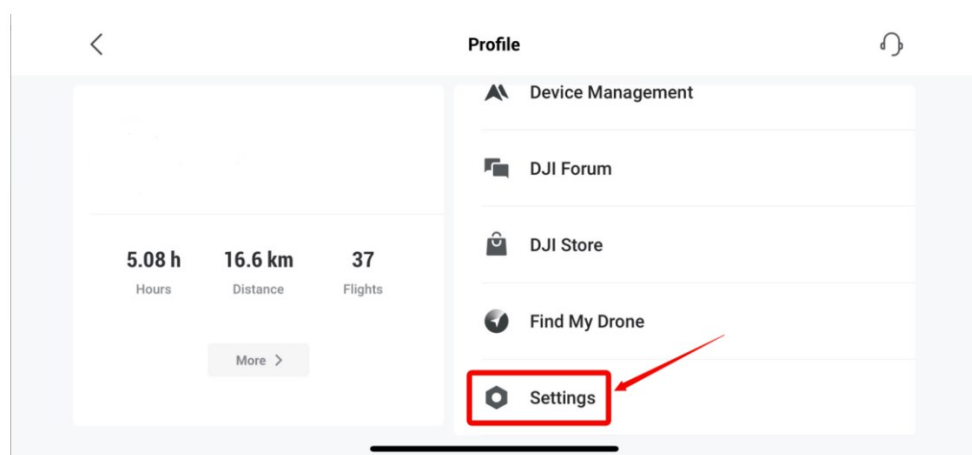 Profile
5.08 h 16.6 km 37
Hours Distance Flights
More >
Device Management
DJI Forum
DJI Store
Find My Drone
Settings